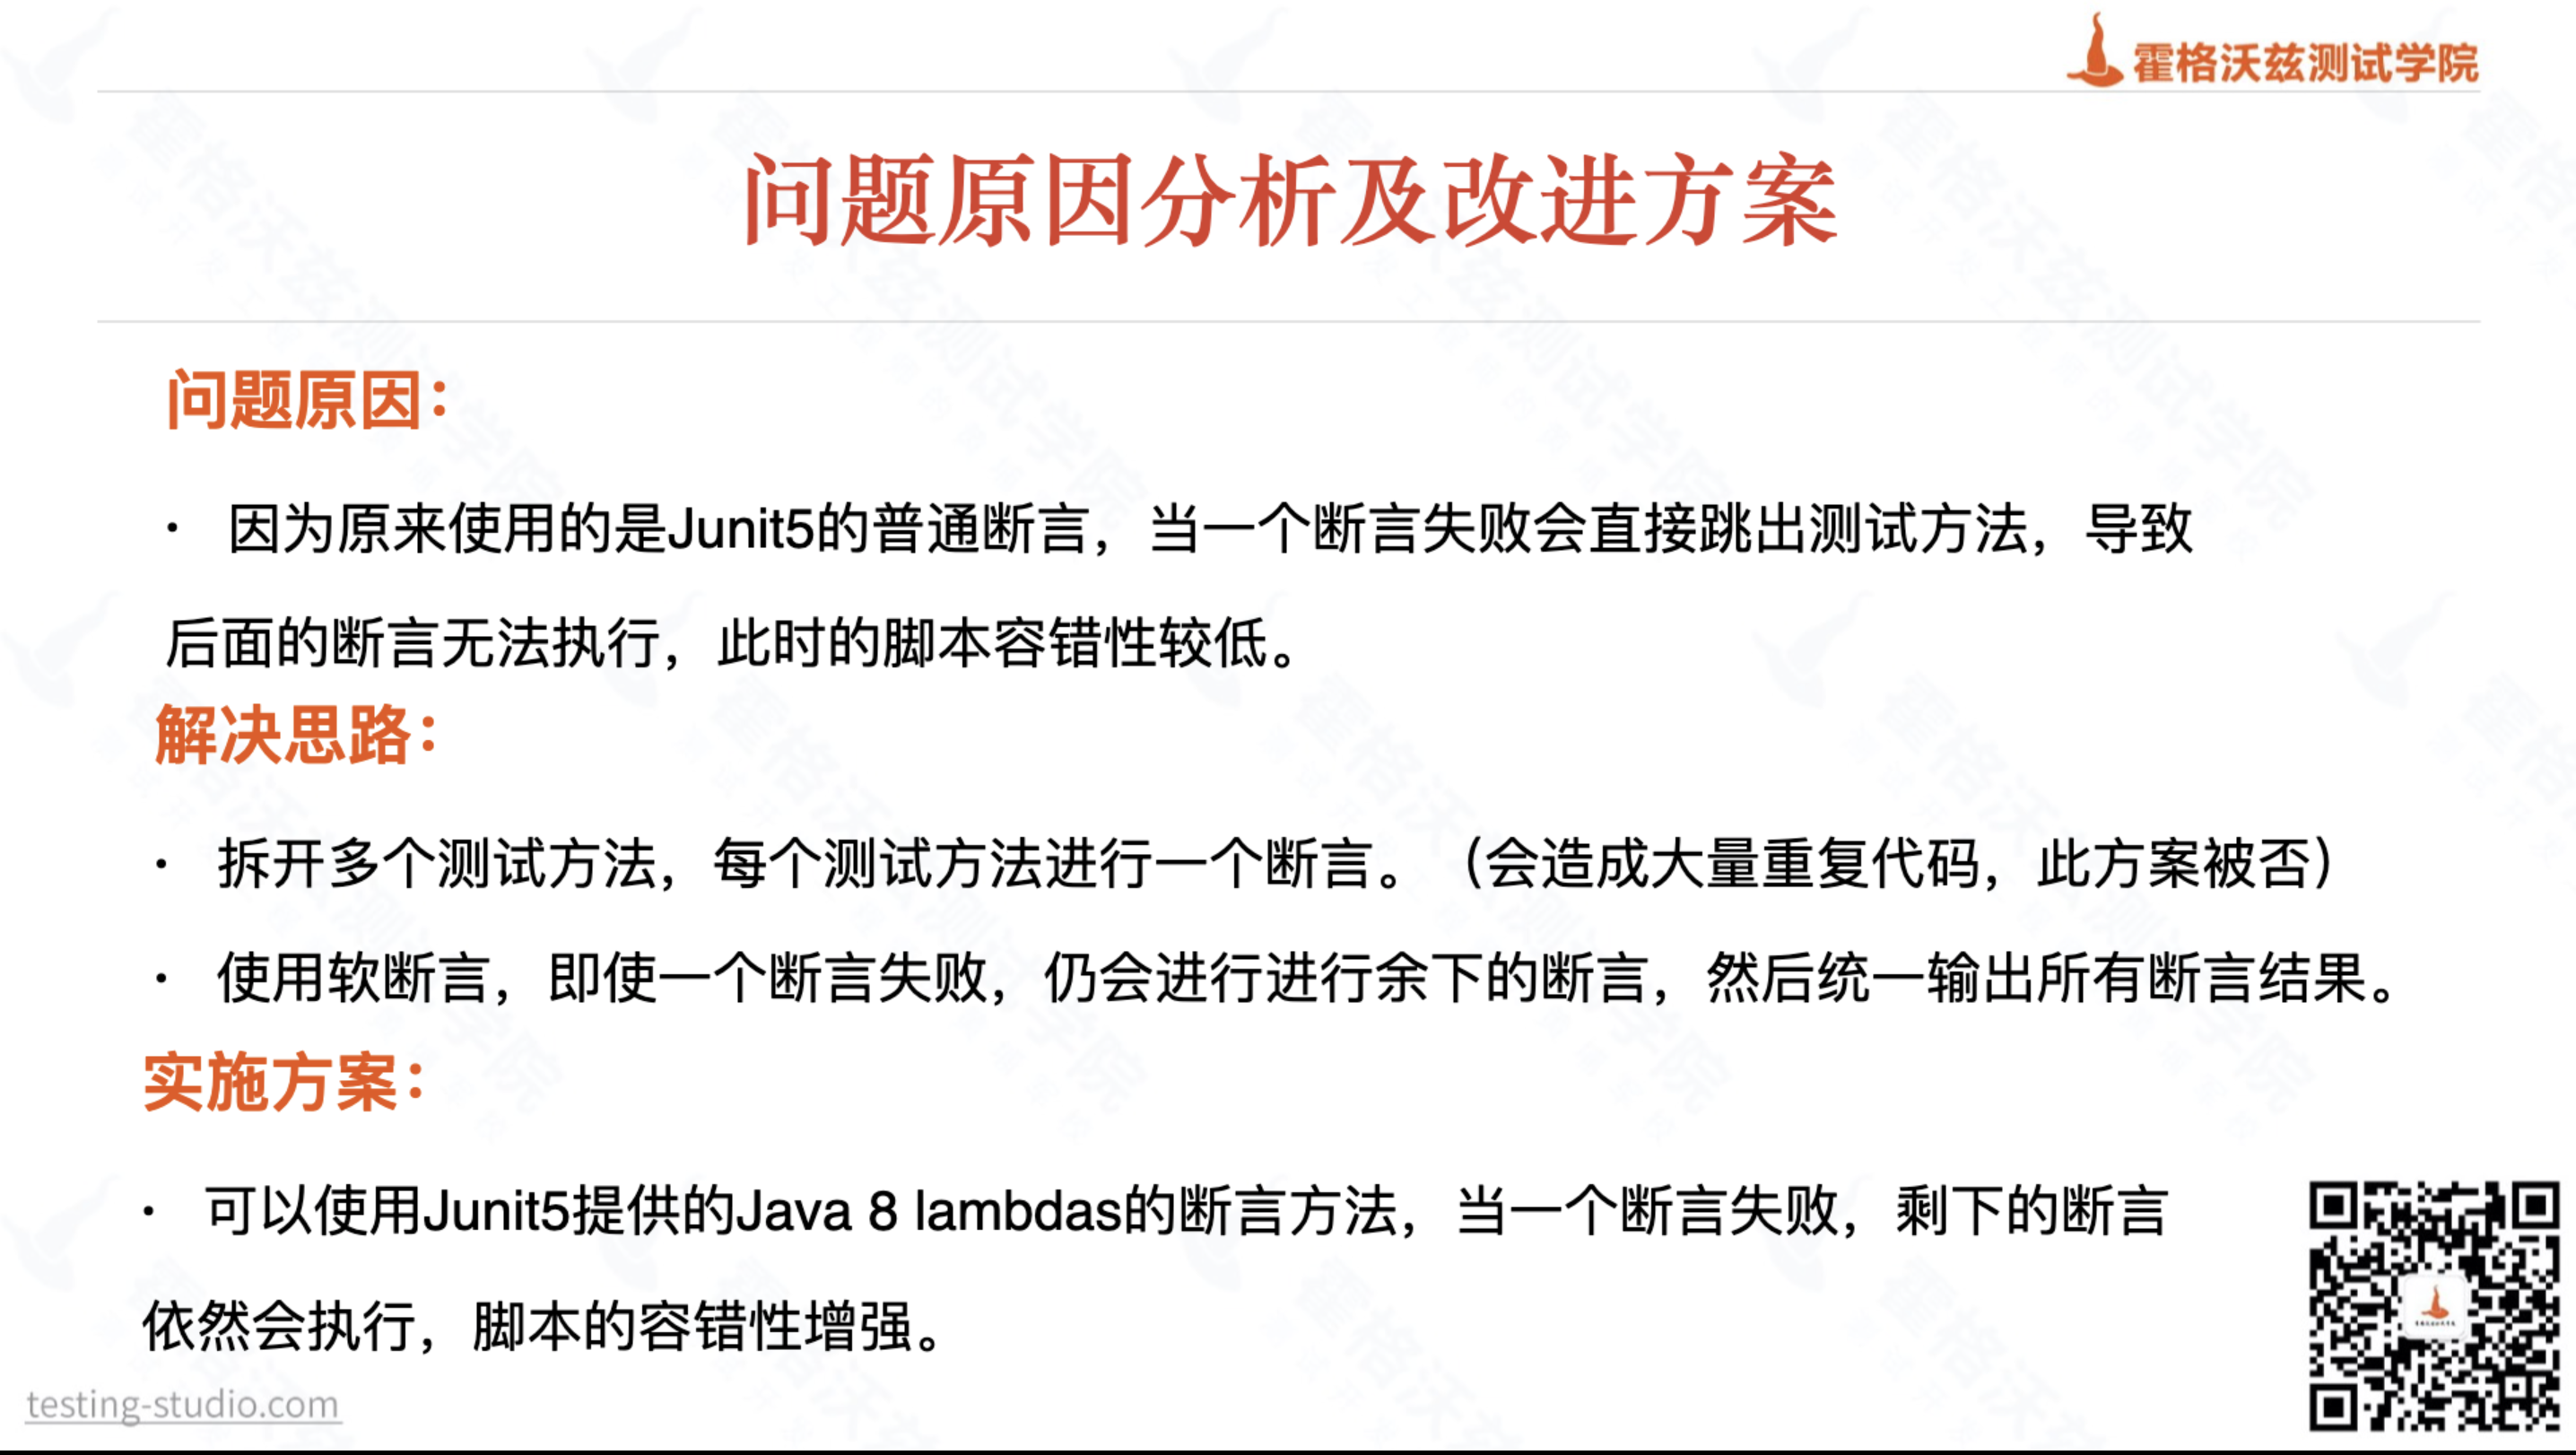 霍格沃兹测试学院
问题原因分析及改进方案
问题原因：
· 因为原来使用的是Junit5的普通断言，当一个断言失败会直接跳出测试方法，导致
后面的断言无法执行，此时的脚本容错性较低。
解决思路：
· 拆开多个测试方法，每个测试方法进行一个断言。（会造成大量重复代码，此方案被否）
· 使用软断言，即使一个断言失败，仍会进行进行余下的断言，然后统一输出所有断言结果。
实施方案：
· 可以使用Junit5提供的Java 8 lambdas的断言方法，当一个断言失败，剩下的断言
依然会执行，脚本的容错性增强。
testing-studio.com